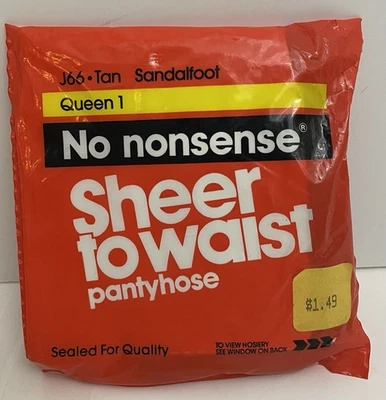 J66•Tan Sandalfoot
Queen 1
No nonsense®
Sheer
to waist
pantyhose
$1.49
Sealed For Quality
TO VIEW HOSIERY
SEE WINDOW ON BACK